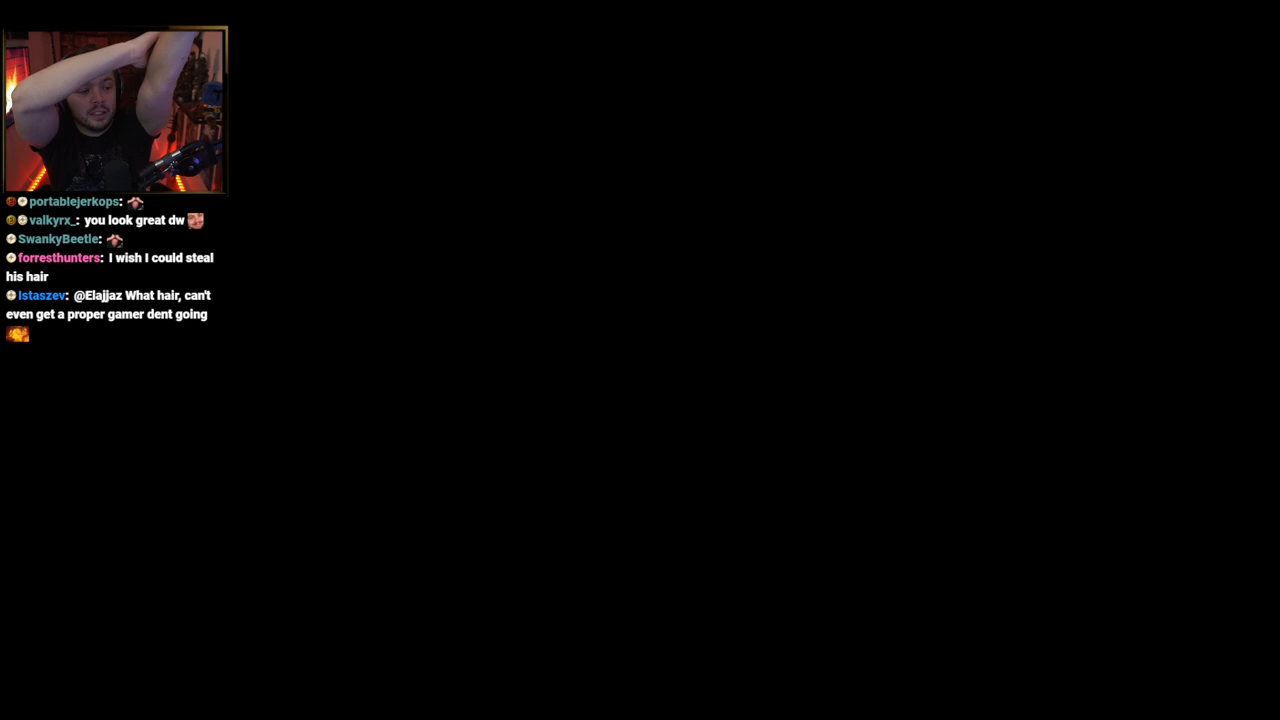 portablejerkops:
valkyrx_: you look great dw
SwankyBeetle:
forresthunters: I wish I could steal
his hair
Istaszev: @Elajjaz What hair, can't
even get a proper gamer dent going